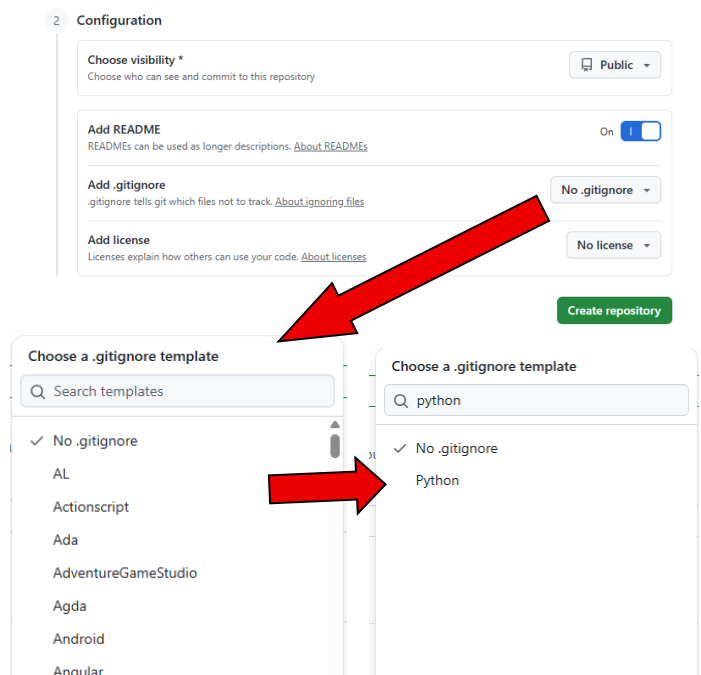 2 Configuration
Choose visibility *
Choose who can see and commit to this repository
Public
Add README
READMEs can be used as longer descriptions. About READMEs
On
Add .gitignore
.gitignore tells git which files not to track. About ignoring files
No .gitignore
Add license
Licenses explain how others can use your code. About licenses
No license
Create repository
Choose a .gitignore template
Search templates
No .gitignore
AL
Actionscript
Ada
AdventureGameStudio
Agda
Android
Angular
Choose a .gitignore template
python
No .gitignore
Python